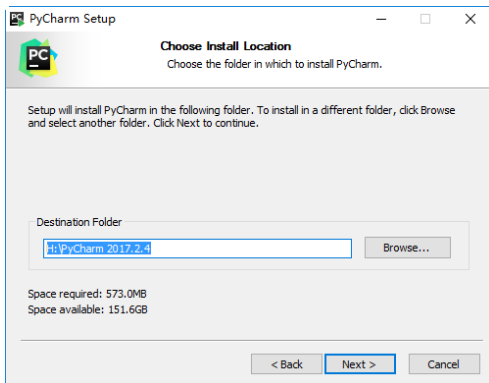 PyCharm Setup
PC
Choose Install Location
Choose the folder in which to install PyCharm.
PC
Setup will install PyCharm in the following folder. To install in a different folder, click Browse
and select another folder. Click Next to continue.
Destination Folder
H:\PyCharm 2017.2.4
Browse...
Space required: 573.0MB
Space available: 151.6GB
< Back
Next >
Cancel